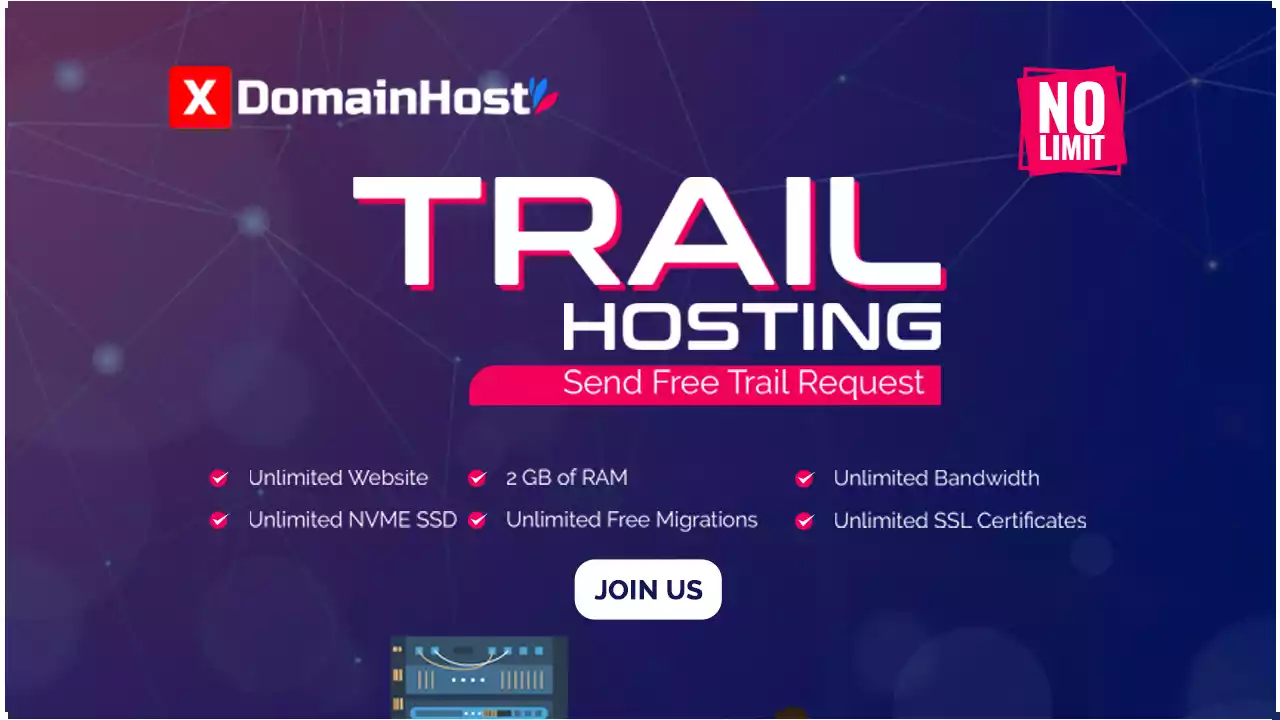 X DomainHost
NO
LIMIT
TRAIL
HOSTING
Send Free Trail Request
Unlimited Website
2 GB of RAM
Unlimited Bandwidth
Unlimited NVME SSD
Unlimited Free Migrations
Unlimited SSL Certificates
JOIN US